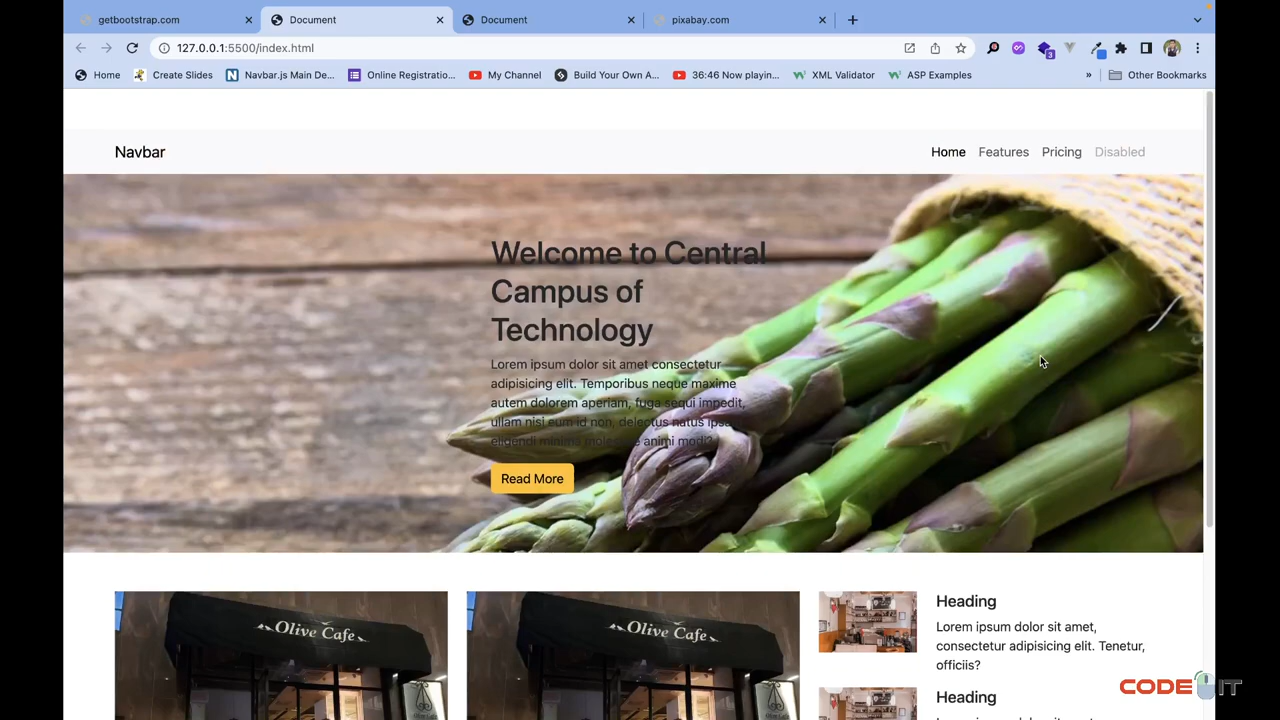 getbootstrap.com
Document
Document
pixabay.com
127.0.0.1:5500/index.html
3
Home
Create Slides
Navbar.js Main De...
Online Registratio...
My Channel
Build Your Own A...
36:46 Now playin...
XML Validator
ASP Examples
»
Other Bookmarks
Navbar
Home
Features
Pricing
Disabled
Welcome to Central
Campus of
Technology
Lorem ipsum dolor sit amet consectetur
adipisicing elit. Temporibus neque maxime
autem dolorem aperiam, fuga sequi impedit,
ullam nisi eum id non, delectus natus ipsa
eligendi minima animi modi?
Read More
Olive Cafe
Olive Cafe
Heading
Lorem ipsum dolor sit amet,
consectetur adipisicing elit. Tenetur,
officiis?
Heading
CODE IT